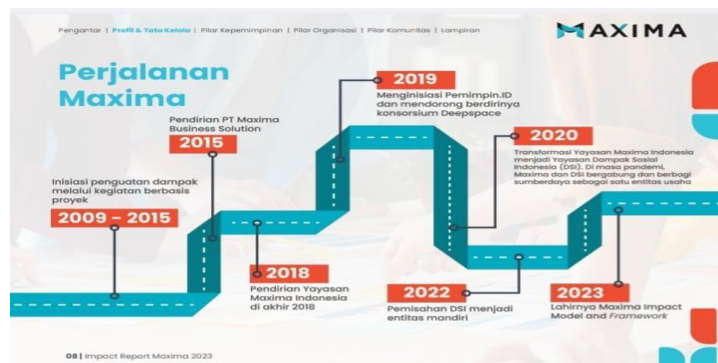 Pengantar | Profil & Tata Kelola | Pilar Kepemimpinan | Pilar Organisasi | Pilar Komunitas | Lampiran
MAXIMA
Perjalanan
Maxima
Inisiasi penguatan dampak
melalui kegiatan berbasis
proyek
2009 - 2015
Pendirian PT Maxima
Business Solution
2015
2018
Pendirian Yayasan
Maxima Indonesia
di akhir 2018
2019
Menginisiasi Pemimpin.ID
dan mendorong berdirinya
konsorsium Deepspace
2020
Transformasi Yayasan Maxima Indonesia
menjadi Yayasan Dampak Sosial
Indonesia (DSI). Di masa pandemi,
Maxima dan DSI bergabung dan berbagi
sumberdaya sebagai satu entitas usaha
2022
Pemisahan DSI menjadi
entitas mandiri
2023
Lahirnya Maxima Impact
Model and Framework
08 | Impact Report Maxima 2023